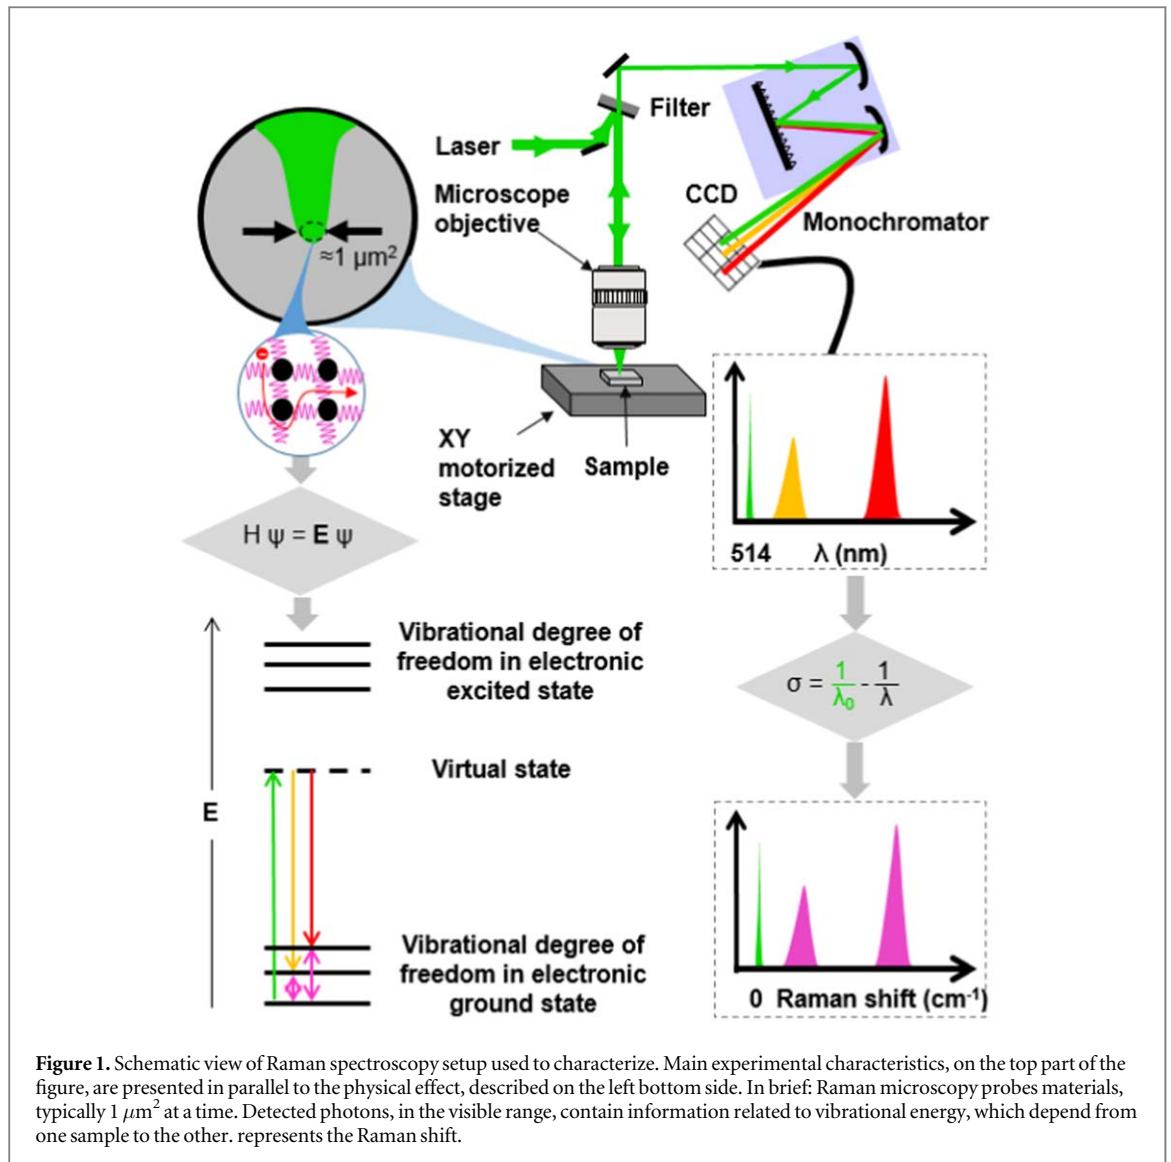 Filter
Laser
Microscope
objective
CCD
Monochromator
≈1 μm²
XY
motorized
stage
Sample
514 λ (nm)
H ψ = E ψ
σ = 1/λ₀ - 1/λ
Vibrational degree of
freedom in electronic
excited state
Virtual state
E
Vibrational degree of
freedom in electronic
ground state
0 Raman shift (cm⁻¹)
Figure 1. Schematic view of Raman spectroscopy setup used to characterize. Main experimental characteristics, on the top part of the
figure, are presented in parallel to the physical effect, described on the left bottom side. In brief: Raman microscopy probes materials,
typically 1 μm² at a time. Detected photons, in the visible range, contain information related to vibrational energy, which depend from
one sample to the other. represents the Raman shift.